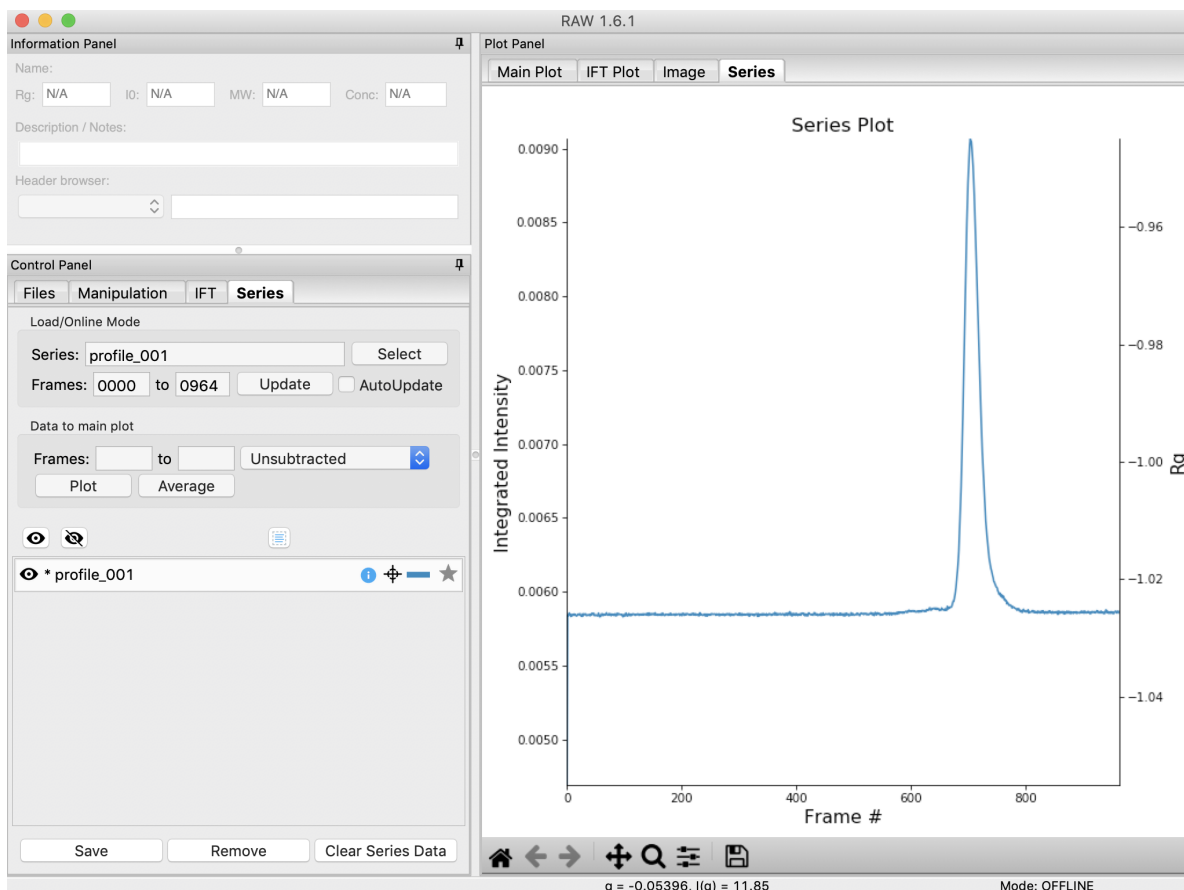 RAW 1.6.1
Information Panel
Name:
Rg: N/A I0: N/A MW: N/A Conc: N/A
Description / Notes:
Header browser:
Control Panel
Files Manipulation IFT Series
Load/Online Mode
Series: profile_001 Select
Frames: 0000 to 0964 Update AutoUpdate
Data to main plot
Frames: to Unsubtracted
Plot Average
* profile_001
Save Remove Clear Series Data
Plot Panel
Main Plot IFT Plot Image Series
Series Plot
Integrated Intensity
0.0090
0.0085
0.0080
0.0075
0.0070
0.0065
0.0060
0.0055
0.0050
0 200 400 600 800
Frame #
−0.96
−0.98
−1.00
−1.02
−1.04
Rg
q = -0.05396, I(q) = 11.85 Mode: OFFLINE